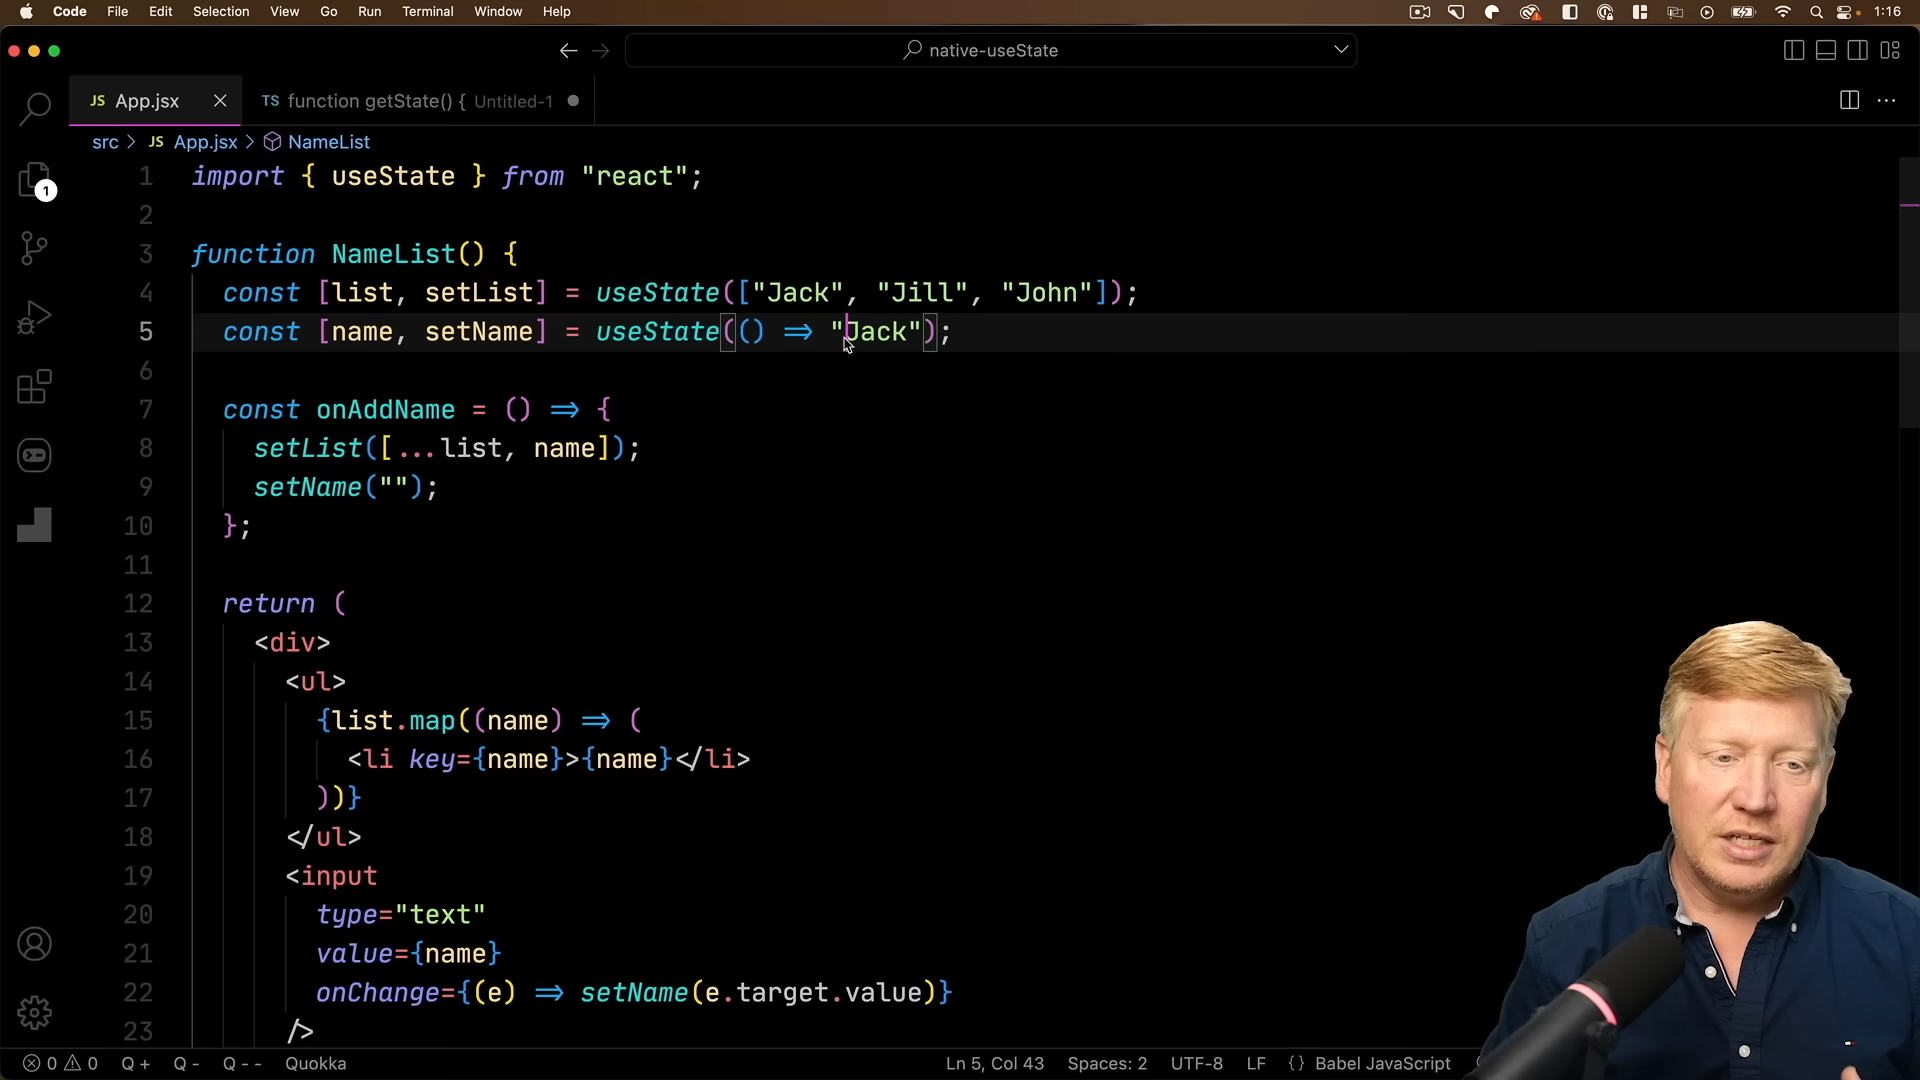 Code File Edit Selection View Go Run Terminal Window Help 1:16
native-useState
JS App.jsx TS function getState() { Untitled-1
src > JS App.jsx > NameList
1
1 import { useState } from "react";
2
3 function NameList() {
4 const [list, setList] = useState(["Jack", "Jill", "John"]);
5 const [name, setName] = useState(() => "Jack");
6
7 const onAddName = () => {
8 setList([...list, name]);
9 setName("");
10 };
11
12 return (
13 <div>
14 <ul>
15 {list.map((name) => (
16 <li key={name}>{name}</li>
17 ))}
18 </ul>
19 <input
20 type="text"
21 value={name}
22 onChange={(e) => setName(e.target.value)}
23 />
0 0 Q + Q - Q - - Quokka Ln 5, Col 43 Spaces: 2 UTF-8 LF {} Babel JavaScript